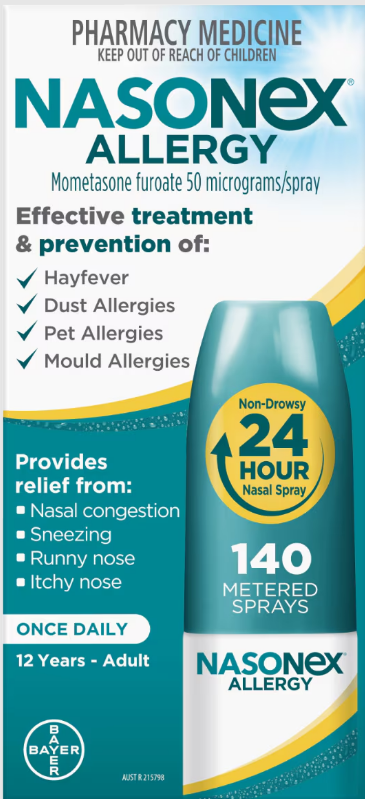 PHARMACY MEDICINE
KEEP OUT OF REACH OF CHILDREN
NASONEX®
ALLERGY
Mometasone furoate 50 micrograms/spray
Effective treatment
& prevention of:
Hayfever
Dust Allergies
Pet Allergies
Mould Allergies
Provides
relief from:
Nasal congestion
Sneezing
Runny nose
Itchy nose
ONCE DAILY
12 Years - Adult
BAYER
BAYER
AUST R 215798
Non-Drowsy
24
HOUR
Nasal Spray
140
METERED
SPRAYS
NASONEX®
ALLERGY